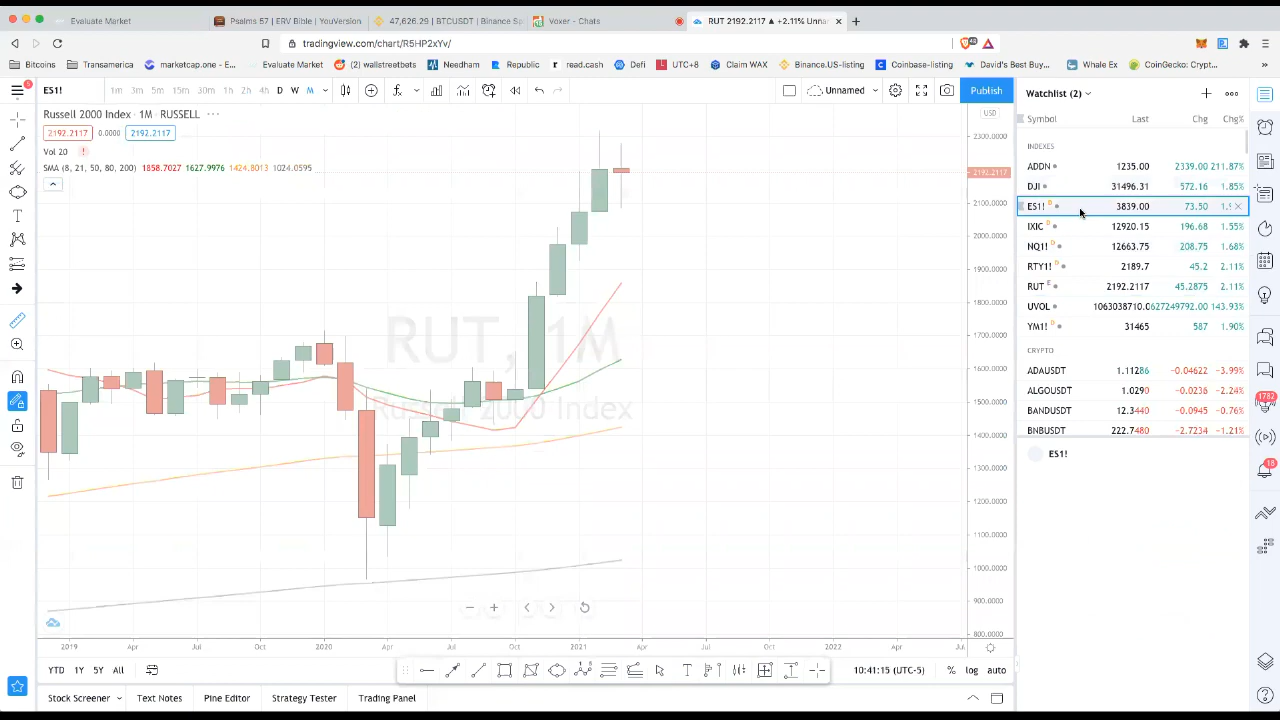 Evaluate Market
Psalms 57 | ERV Bible | YouVersion
47,626.29 | BTCUSDT | Binance Sp
Voxer - Chats
RUT 2192.2117 ▲ +2.11% Unna
tradingview.com/chart/R5HP2xYv/
Bitcoins
Transamerica
marketcap.one - E...
Evaluate Market
(2) wallstreetbets
Needham
Republic
read.cash
Defi
UTC+8
Claim WAX
Binance.US-listing
Coinbase-listing
David's Best Buy...
Whale Ex
CoinGecko: Crypt...
ES1!
1m 3m 5m 15m 30m 1h 2h 4h D W M
Unnamed
Publish
Watchlist (2)
Russell 2000 Index · 1M · RUSSELL
2192.2117 0.0000 2192.2117
Vol 20
SMA (8, 21, 50, 80, 200) 1858.7027 1627.9976 1424.8013 1024.0595
RUT, 1M
Russell 2000 Index
USD
2300.0000
2192.2117
2100.0000
2000.0000
1900.0000
1800.0000
1700.0000
1600.0000
1500.0000
1400.0000
1300.0000
1200.0000
1100.0000
1000.0000
900.0000
800.0000
2019 Apr Jul Oct 2020 Apr Jul Oct 2021 Apr Jul Oct 2022 Apr
YTD 1Y 5Y All
10:41:15 (UTC-5) % log auto
Stock Screener Text Notes Pine Editor Strategy Tester Trading Panel
Symbol Last Chg Chg%
INDEXES
ADDN 1235.00 2339.00 211.87%
DJI 31496.31 572.16 1.85%
ES1! D 3839.00 73.50
IXIC 12920.15 196.68 1.55%
NQ1! D 12663.75 208.75 1.68%
RTY1! D 2189.7 45.2 2.11%
RUT E 2192.2117 45.2875 2.11%
UVOL 1063038710.0 627249792.00 143.93%
YM1! D 31465 587 1.90%
CRYPTO
ADAUSDT 1.11286 -0.04622 -3.99%
ALGOUSDT 1.0290 -0.0236 -2.24%
BANDUSDT 12.3440 -0.0945 -0.76%
BNBUSDT 222.7480 -2.7234 -1.21%
ES1!
1782
18